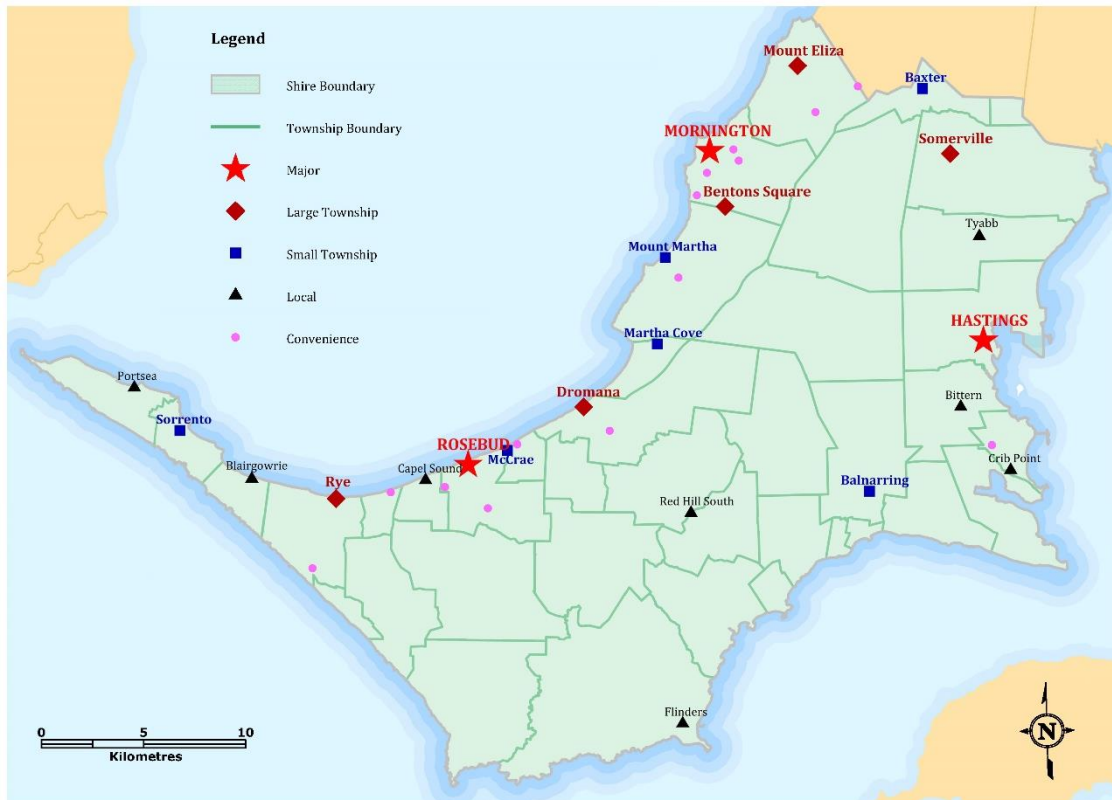 Legend
Shire Boundary
Township Boundary
Major
Large Township
Small Township
Local
Convenience
Mount Eliza
Baxter
MORNINGTON
Somerville
Bentons Square
Tyabb
Mount Martha
HASTINGS
Martha Cove
Portsea
Dromana
Bittern
Sorrento
ROSEBUD
McCrae
Blairgowrie
Capel Sound
Crib Point
Rye
Balnarring
Red Hill South
Flinders
0 5 10
Kilometres
N